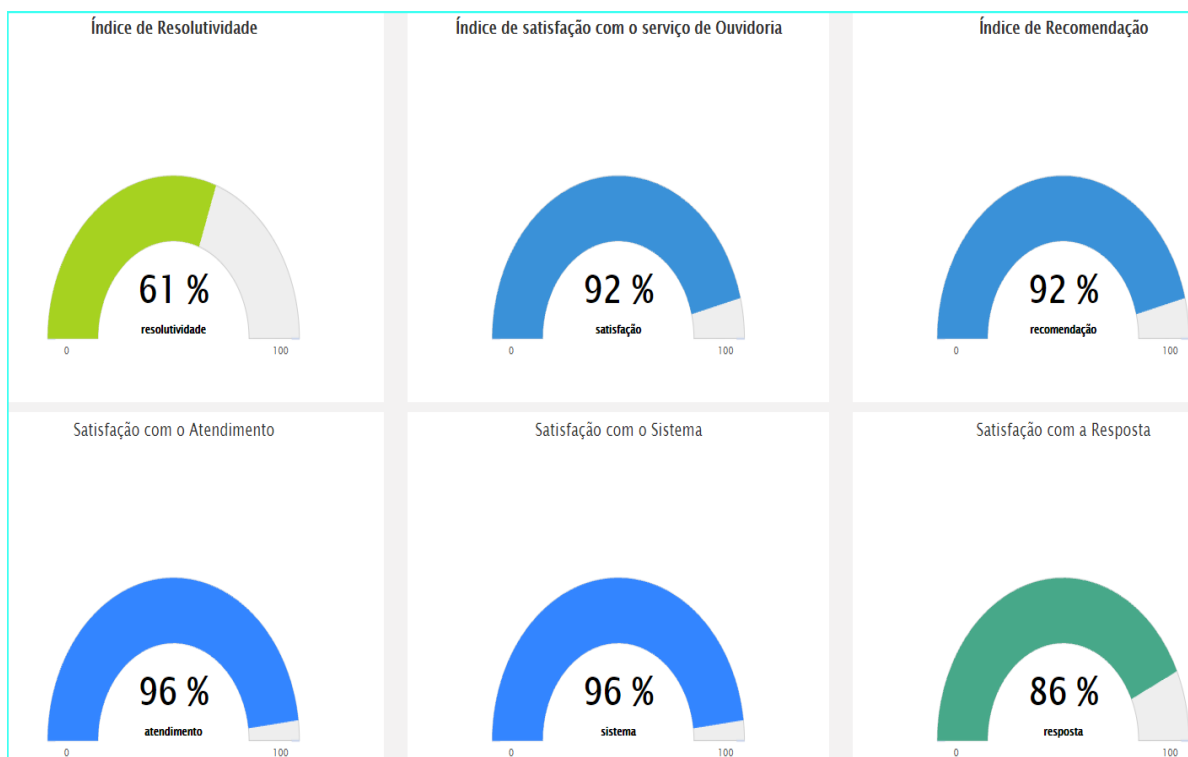 Índice de Resolutividade
61 %
resolutividade
0
100
Índice de satisfação com o serviço de Ouvidoria
92 %
satisfação
0
100
Índice de Recomendação
92 %
recomendação
0
100
Satisfação com o Atendimento
96 %
atendimento
0
100
Satisfação com o Sistema
96 %
sistema
0
100
Satisfação com a Resposta
86 %
resposta
0
100